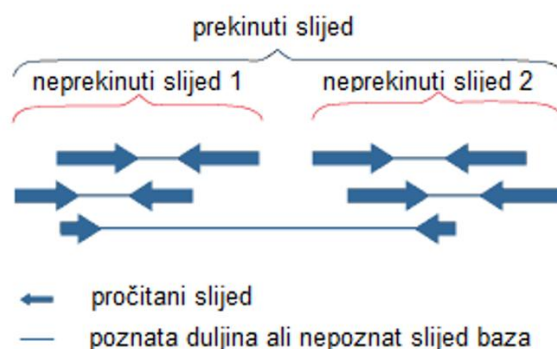 prekinuti slijed
neprekinuti slijed 1
neprekinuti slijed 2
pročitani slijed
poznata duljina ali nepoznat slijed baza